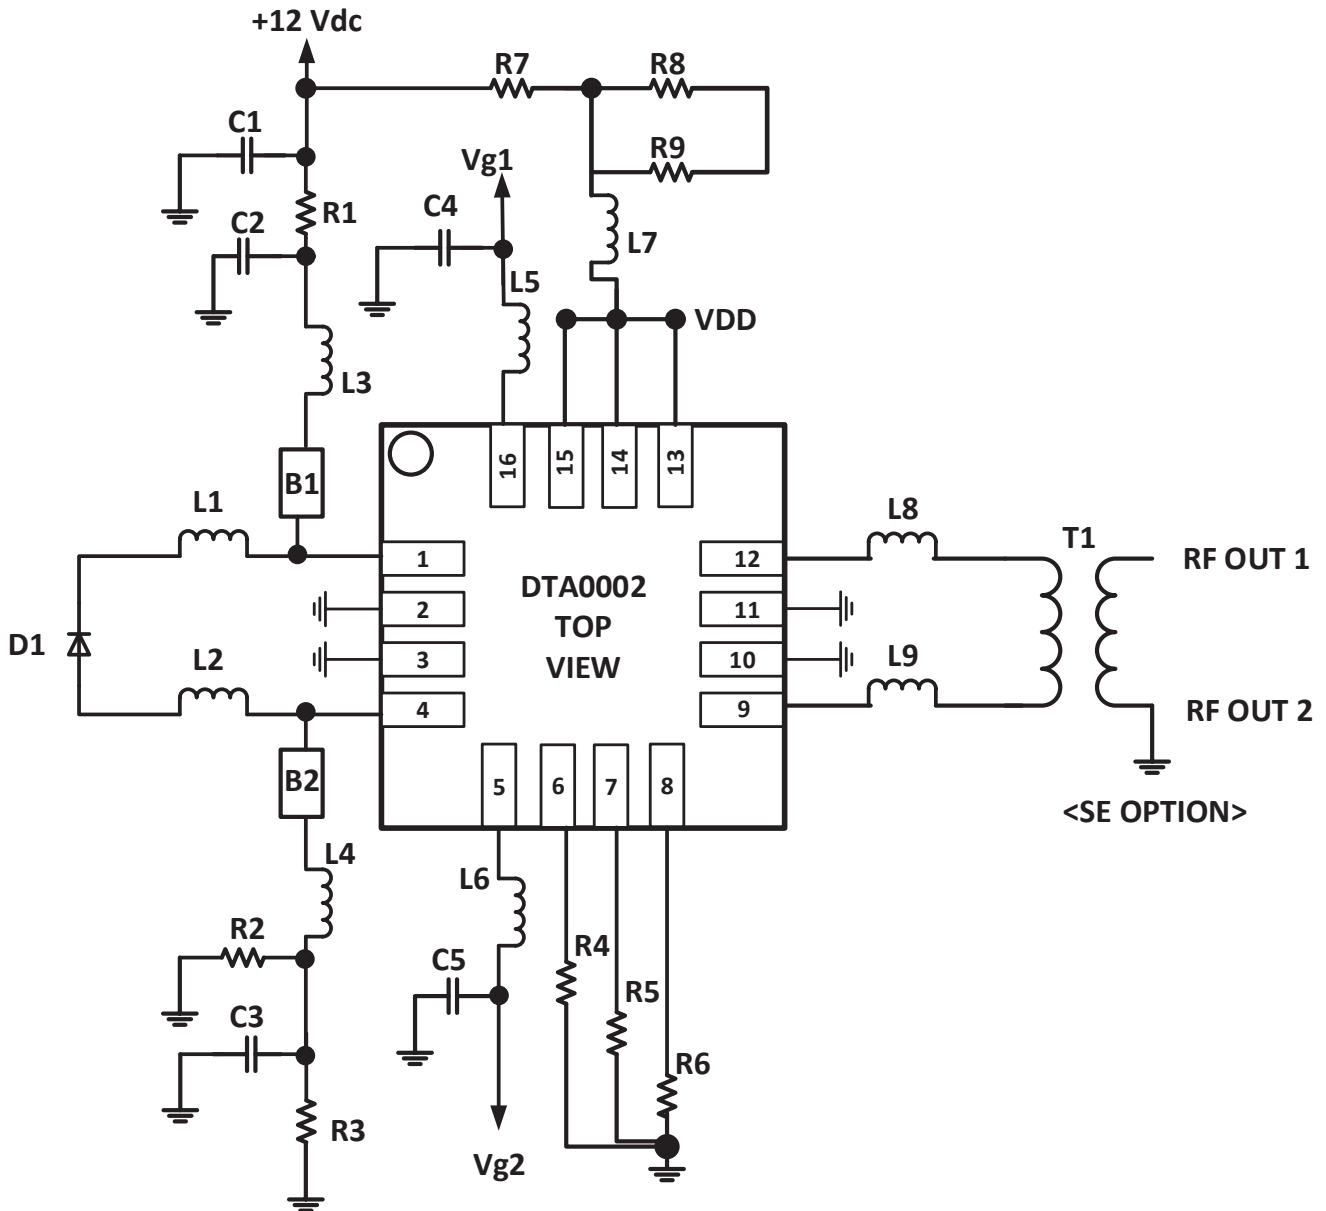 +12 Vdc
R7
R8
C1
R9
Vg1
C4
R1
C2
L7
L5
VDD
L3
16
15
14
13
B1
L1
L8
T1
1
12
RF OUT 1
DTA0002
TOP
VIEW
2
11
D1
L2
3
10
L9
4
9
RF OUT 2
B2
5
6
7
8
<SE OPTION>
L4
L6
R2
R4
C5
R5
C3
R6
R3
Vg2